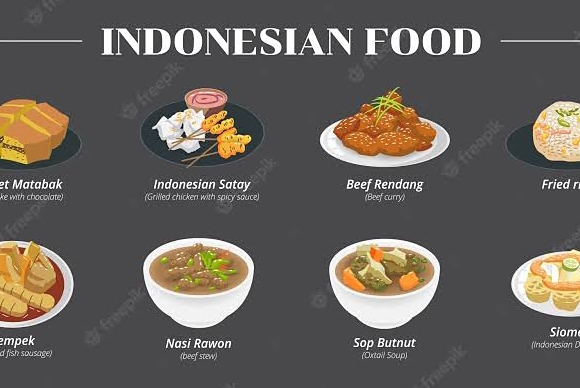 INDONESIAN FOOD
et Matabak
ke with chocolate)
Indonesian Satay
(Grilled chicken with spicy sauce)
Beef Rendang
(Beef curry)
Fried ri
empek
d fish sausage)
Nasi Rawon
(beef stew)
Sop Butnut
(Oxtail Soup)
Siome
(Indonesian D
freepik